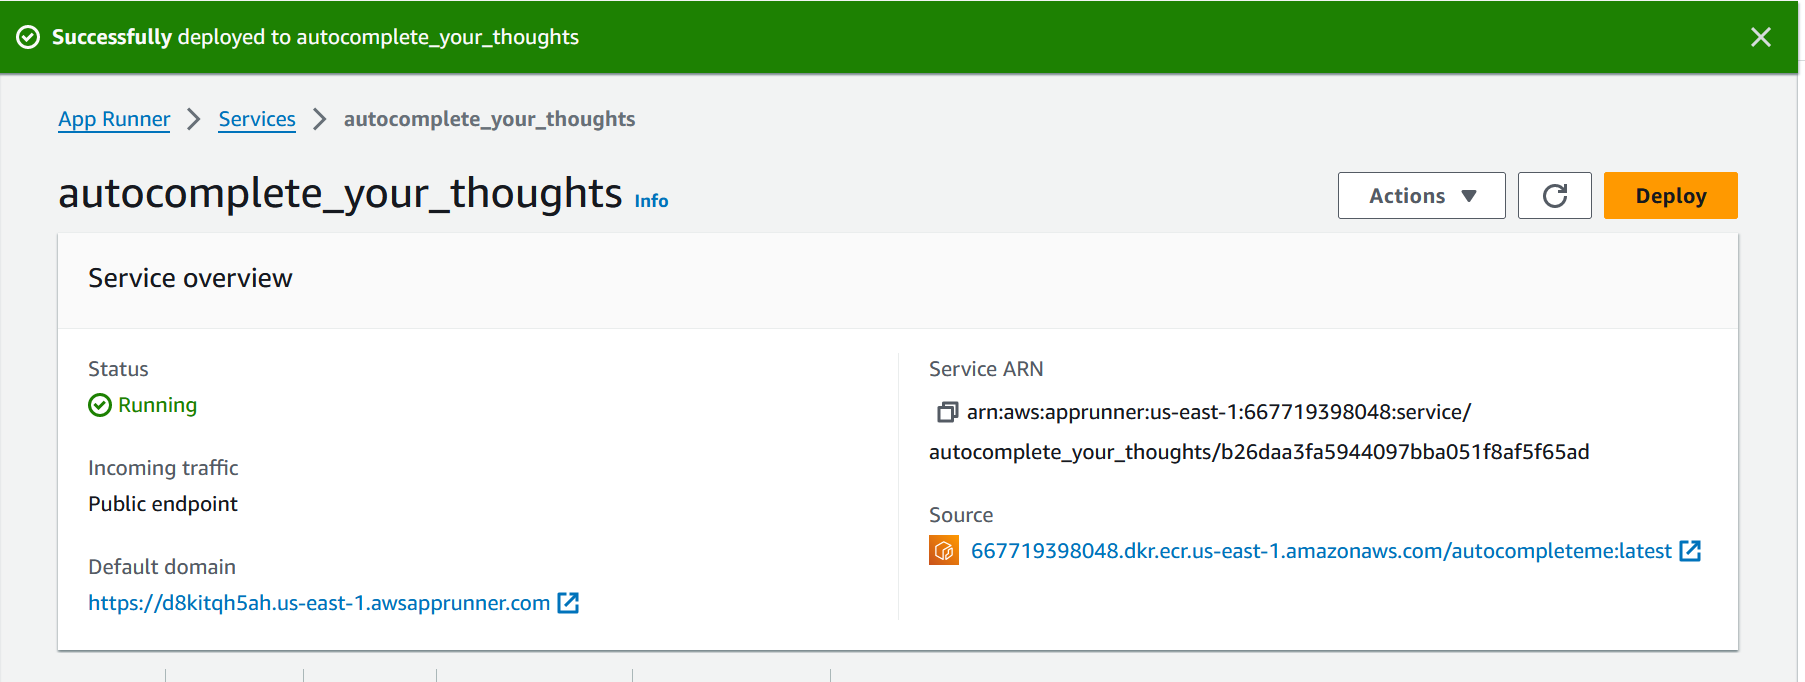 Successfully deployed to autocomplete_your_thoughts
App Runner
Services
autocomplete_your_thoughts
autocomplete_your_thoughts Info
Actions
Deploy
Service overview
Status
Running
Incoming traffic
Public endpoint
Default domain
https://d8kitqh5ah.us-east-1.awsapprunner.com
Service ARN
arn:aws:apprunner:us-east-1:667719398048:service/
autocomplete_your_thoughts/b26daa3fa5944097bba051f8af5f65ad
Source
667719398048.dkr.ecr.us-east-1.amazonaws.com/autocompleteme:latest